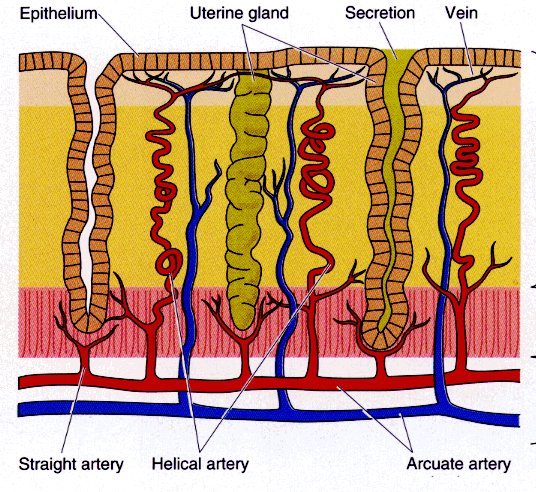 Epithelium
Uterine gland
Secretion
Vein
Straight artery
Helical artery
Arcuate artery